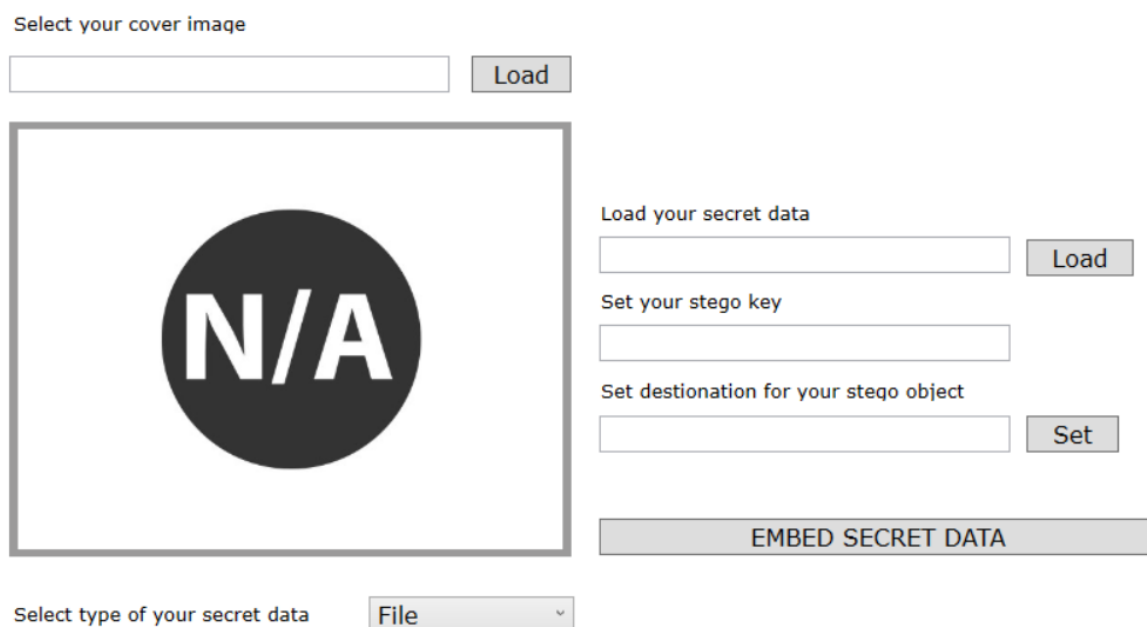 Select your cover image
Load
N/A
Load your secret data
Load
Set your stego key
Set destionation for your stego object
Set
EMBED SECRET DATA
Select type of your secret data
File